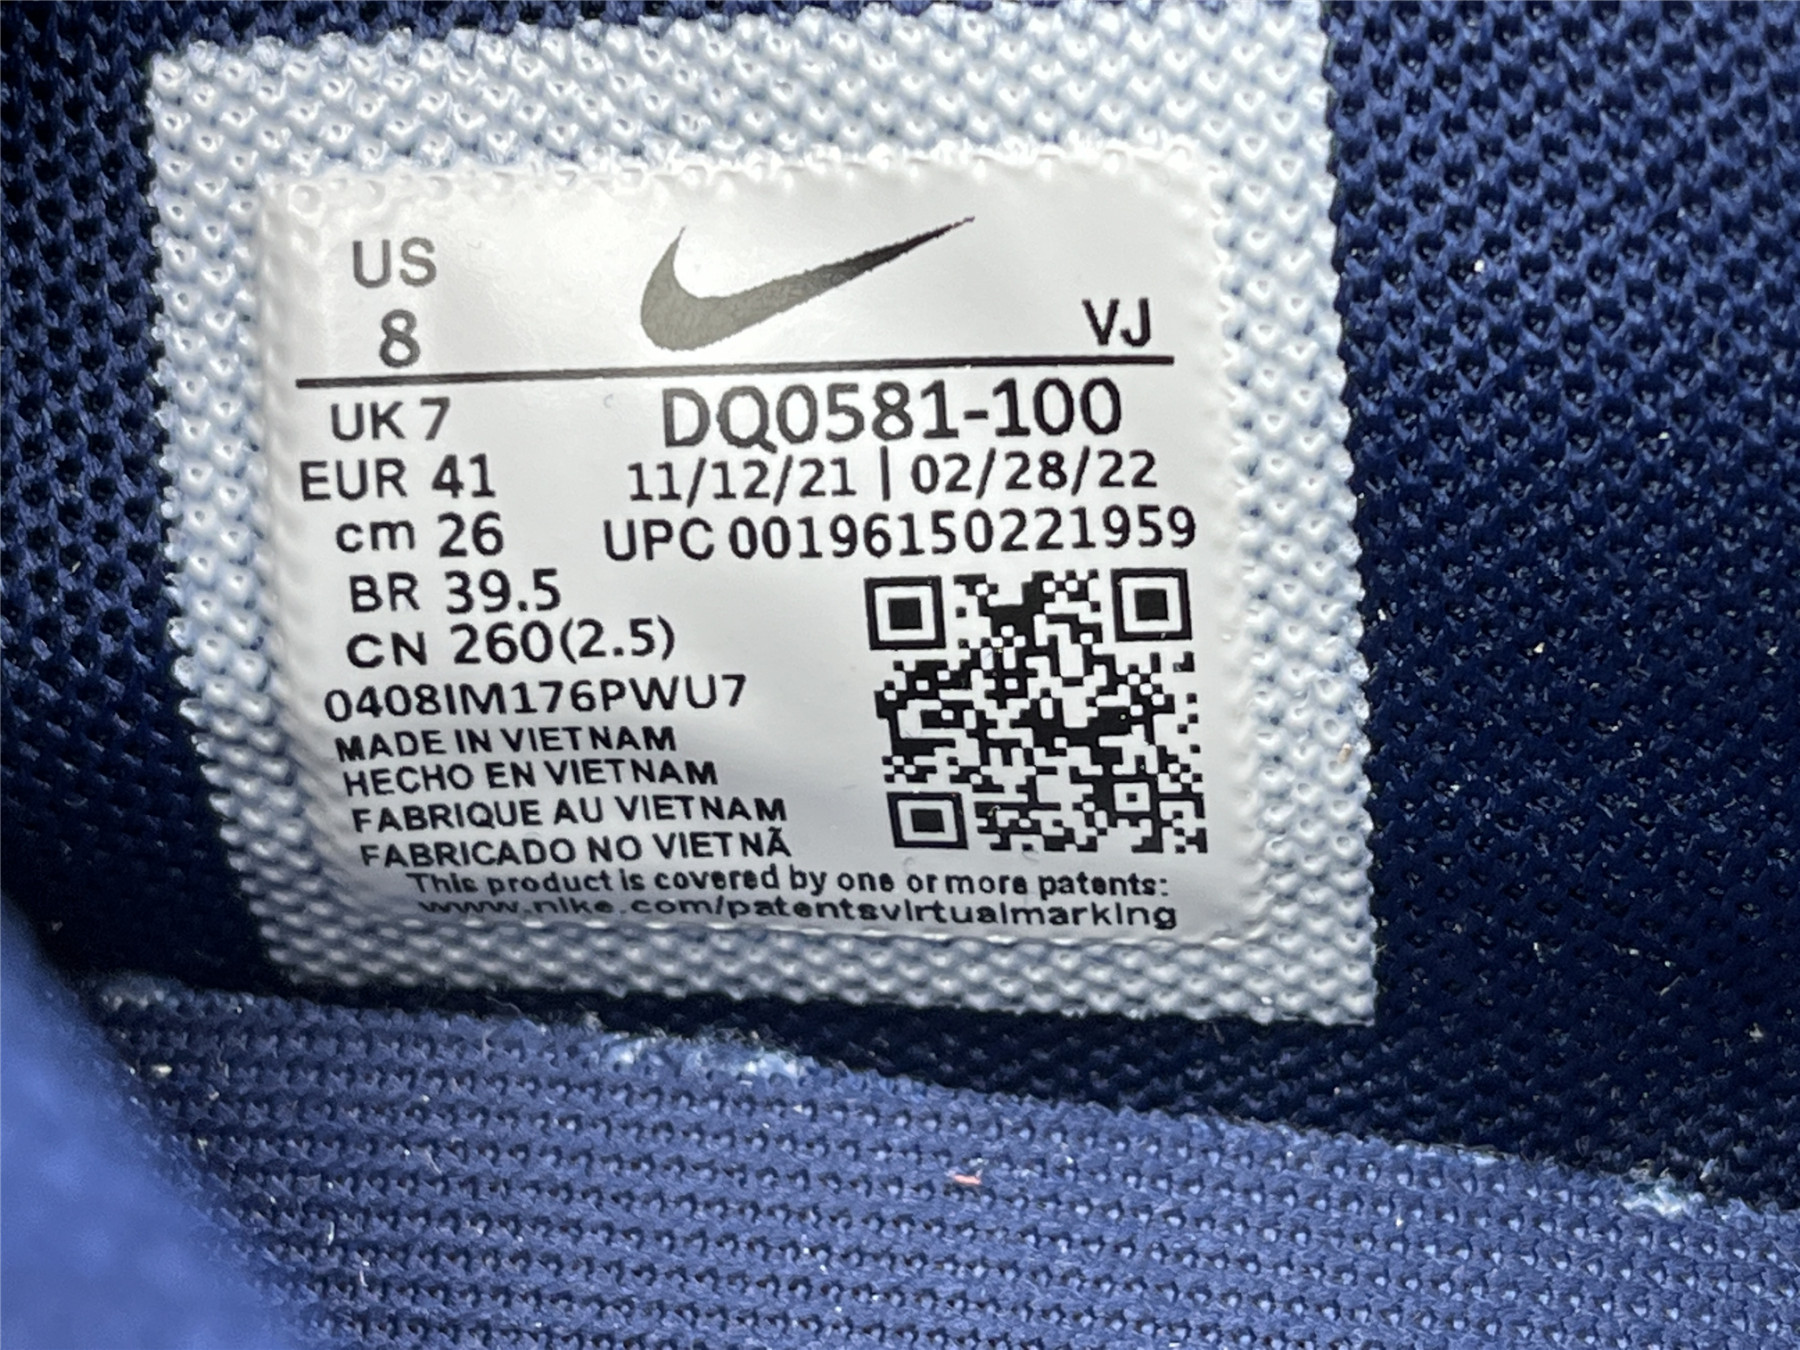 US
8
VJ
UK 7
EUR 41
cm 26
BR 39.5
CN 260(2.5)
DQ0581-100
11/12/21 | 02/28/22
UPC 00196150221959
0408IM176PWU7
MADE IN VIETNAM
HECHO EN VIETNAM
FABRIQUE AU VIETNAM
FABRICADO NO VIETNÃ
This product is covered by one or more patents:
www.nike.com/patentsvirtualmarking